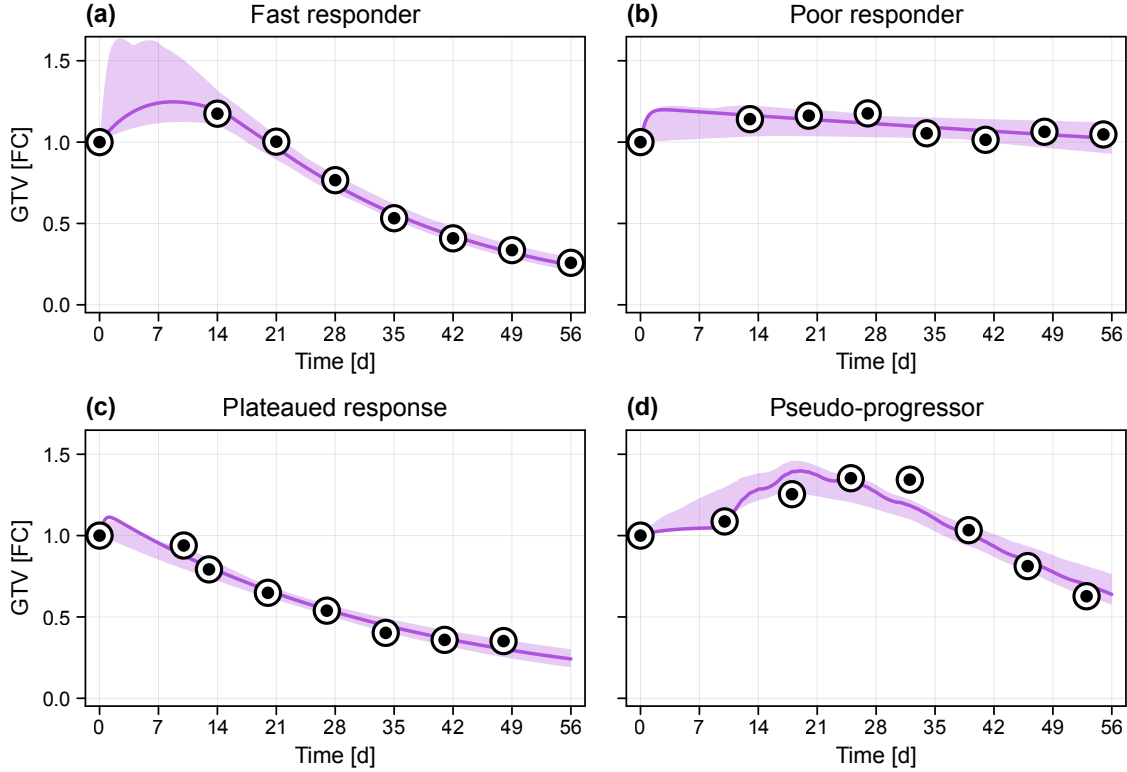 (a) Fast responder
(b) Poor responder
GTV [FC]
1.5
1.0
0.5
0.0
0 7 14 21 28 35 42 49 56
Time [d]
0 7 14 21 28 35 42 49 56
Time [d]
(c) Plateaued response
(d) Pseudo-progressor
GTV [FC]
1.5
1.0
0.5
0.0
0 7 14 21 28 35 42 49 56
Time [d]
0 7 14 21 28 35 42 49 56
Time [d]